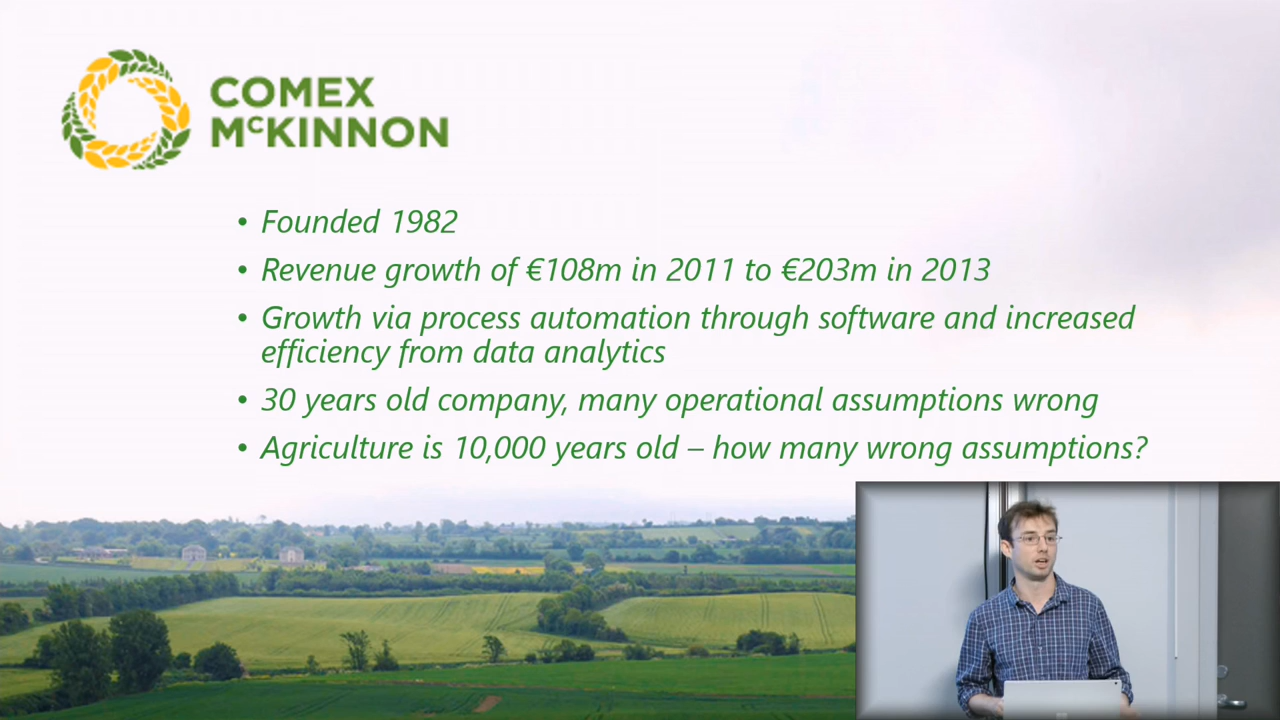 COMEX
McKINNON
• Founded 1982
• Revenue growth of €108m in 2011 to €203m in 2013
• Growth via process automation through software and increased
efficiency from data analytics
• 30 years old company, many operational assumptions wrong
• Agriculture is 10,000 years old – how many wrong assumptions?